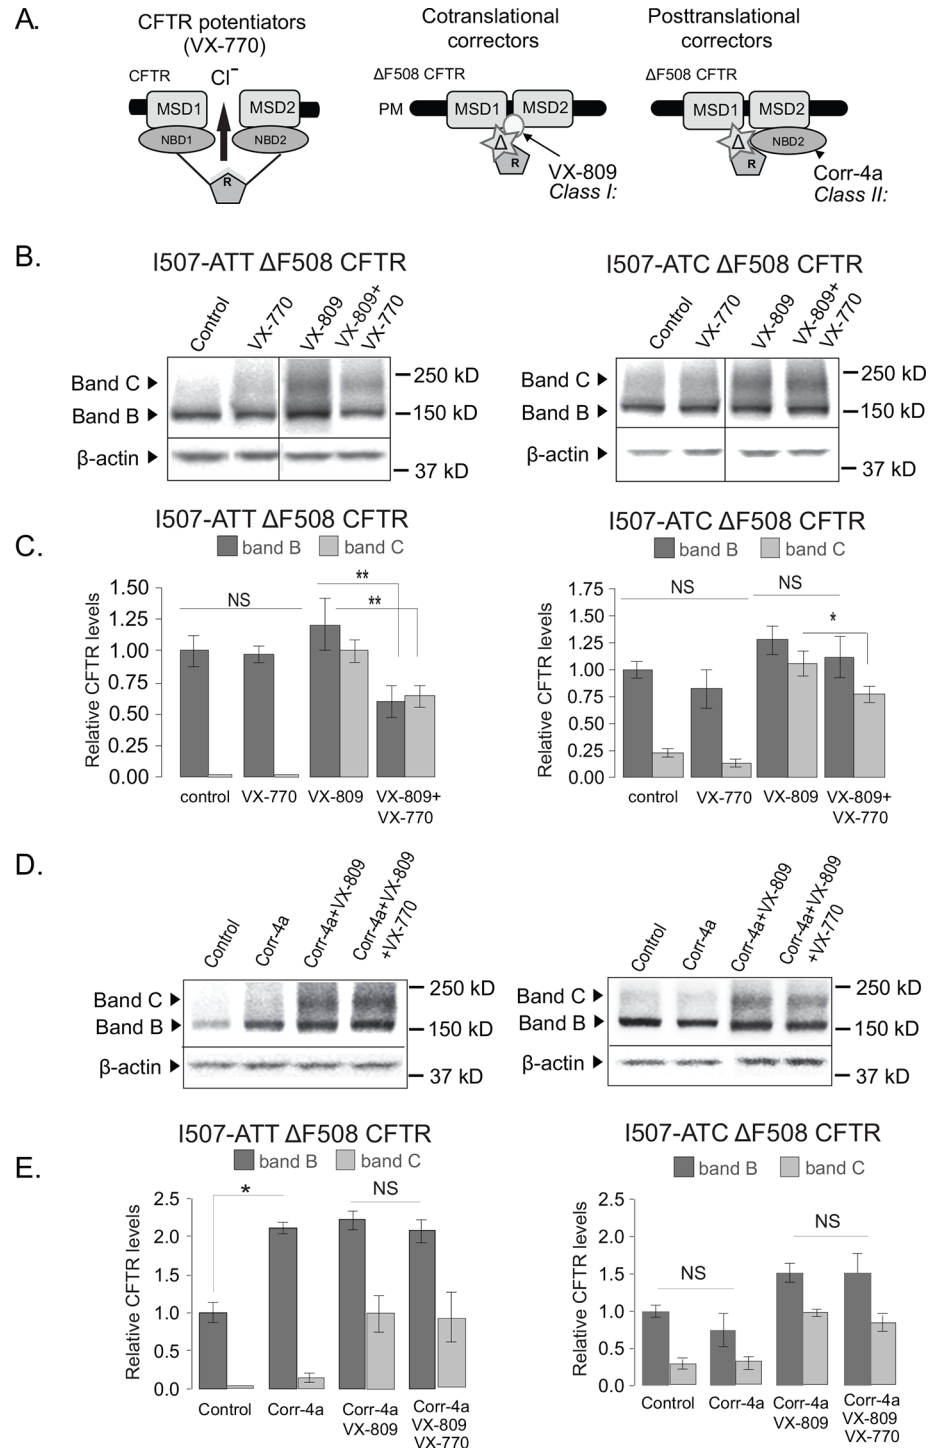 A.
CFTR potentiators
(VX-770)
CFTR
Cl⁻
MSD1
MSD2
NBD1
NBD2
R
Cotranslational
correctors
ΔF508 CFTR
PM
MSD1
MSD2
Δ
R
VX-809
Class I:
Posttranslational
correctors
ΔF508 CFTR
MSD1
MSD2
Δ
NBD2
R
Corr-4a
Class II:
B.
I507-ATT ΔF508 CFTR
Control
VX-770
VX-809
VX-809+
VX-770
Band C
Band B
β-actin
250 kD
150 kD
37 kD
I507-ATC ΔF508 CFTR
Control
VX-770
VX-809
VX-809+
VX-770
Band C
Band B
β-actin
250 kD
150 kD
37 kD
C.
I507-ATT ΔF508 CFTR
band B
band C
Relative CFTR levels
1.50
1.25
1.00
0.75
0.50
0.25
0.00
NS
**
**
control
VX-770
VX-809
VX-809+
VX-770
I507-ATC ΔF508 CFTR
band B
band C
Relative CFTR levels
1.75
1.50
1.25
1.00
0.75
0.50
0.25
0.00
NS
NS
*
control
VX-770
VX-809
VX-809+
VX-770
D.
Control
Corr-4a
Corr-4a+VX-809
Corr-4a+VX-809
+VX-770
Band C
Band B
β-actin
250 kD
150 kD
37 kD
Control
Corr-4a
Corr-4a+VX-809
Corr-4a+VX-809
+VX-770
Band C
Band B
β-actin
250 kD
150 kD
37 kD
E.
I507-ATT ΔF508 CFTR
band B
band C
Relative CFTR levels
2.5
2.0
1.5
1.0
0.5
0.0
*
NS
Control
Corr-4a
Corr-4a
VX-809
Corr-4a
VX-809
VX-770
I507-ATC ΔF508 CFTR
band B
band C
Relative CFTR levels
2.5
2.0
1.5
1.0
0.5
0.0
NS
NS
Control
Corr-4a
Corr-4a
VX-809
Corr-4a
VX-809
VX-770